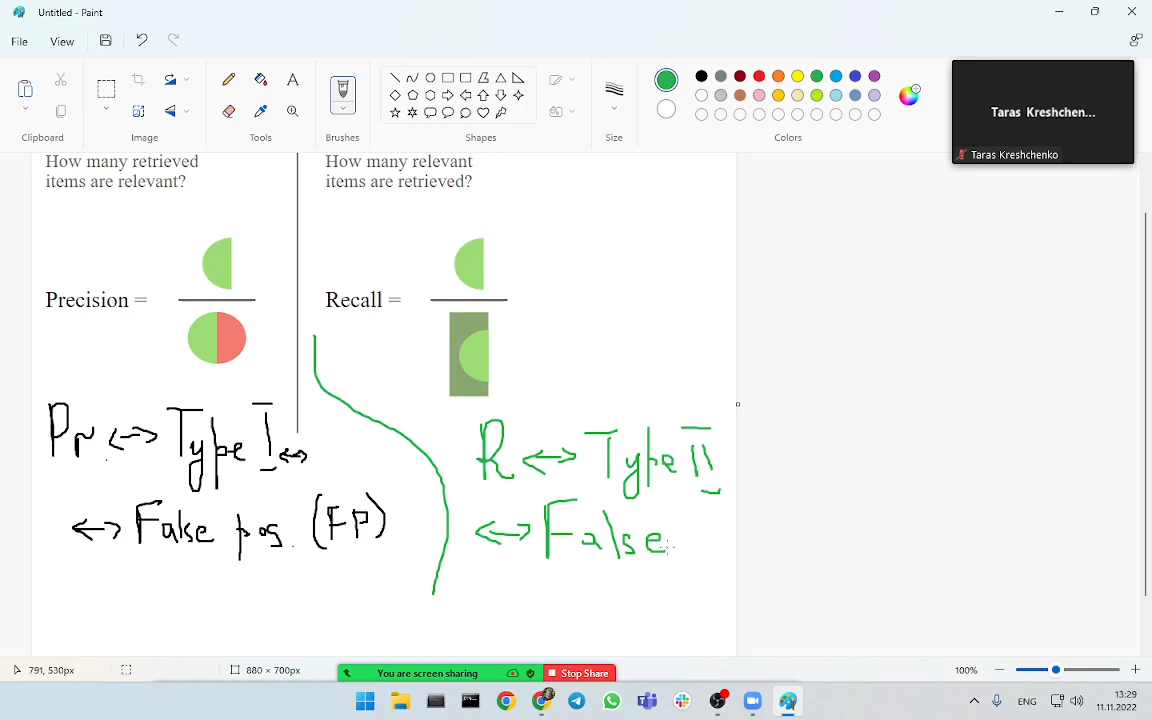 Untitled - Paint
File View
Clipboard
Image
Tools
Brushes
Shapes
Size
Colors
Taras Kreshchen...
Taras Kreshchenko
How many retrieved
items are relevant?
How many relevant
items are retrieved?
Precision =
Recall =
Pr <-> Type I <->
<-> False pos. (FP)
R <-> Type II
<-> False
791, 530px
880 × 700px
100%
You are screen sharing
Stop Share
ENG
13:29
11.11.2022